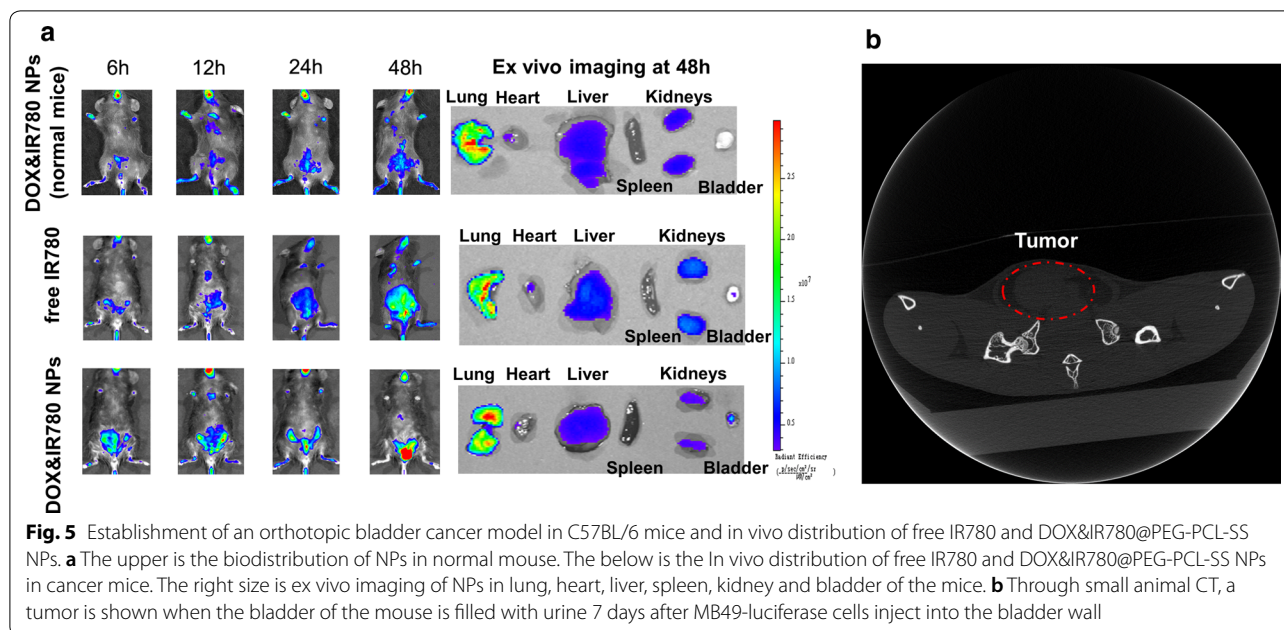 a
b
6h 12h 24h 48h Ex vivo imaging at 48h
DOX&IR780 NPs
(normal mice)
Lung Heart Liver Kidneys
Spleen Bladder
free IR780
Lung Heart Liver Kidneys
Spleen Bladder
DOX&IR780 NPs
Lung Heart Liver Kidneys
Spleen Bladder
2.5
2.0
x10⁷
1.5
1.0
0.5
Radiant Efficiency
Tumor
Fig. 5 Establishment of an orthotopic bladder cancer model in C57BL/6 mice and in vivo distribution of free IR780 and DOX&IR780@PEG-PCL-SS
NPs. a The upper is the biodistribution of NPs in normal mouse. The below is the In vivo distribution of free IR780 and DOX&IR780@PEG-PCL-SS NPs
in cancer mice. The right size is ex vivo imaging of NPs in lung, heart, liver, spleen, kidney and bladder of the mice. b Through small animal CT, a
tumor is shown when the bladder of the mouse is filled with urine 7 days after MB49-luciferase cells inject into the bladder wall